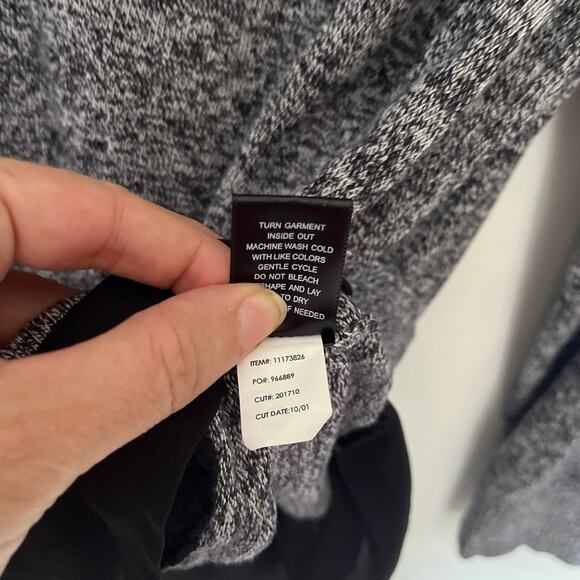 TURN GARMENT
INSIDE OUT
MACHINE WASH COLD
WITH LIKE COLORS
GENTLE CYCLE
DO NOT BLEACH
AND LAY
TO DRY
IF NEEDED
ITEM#: 11173826
PO#: 966889
CUT#: 201710
CUT DATE:10/01